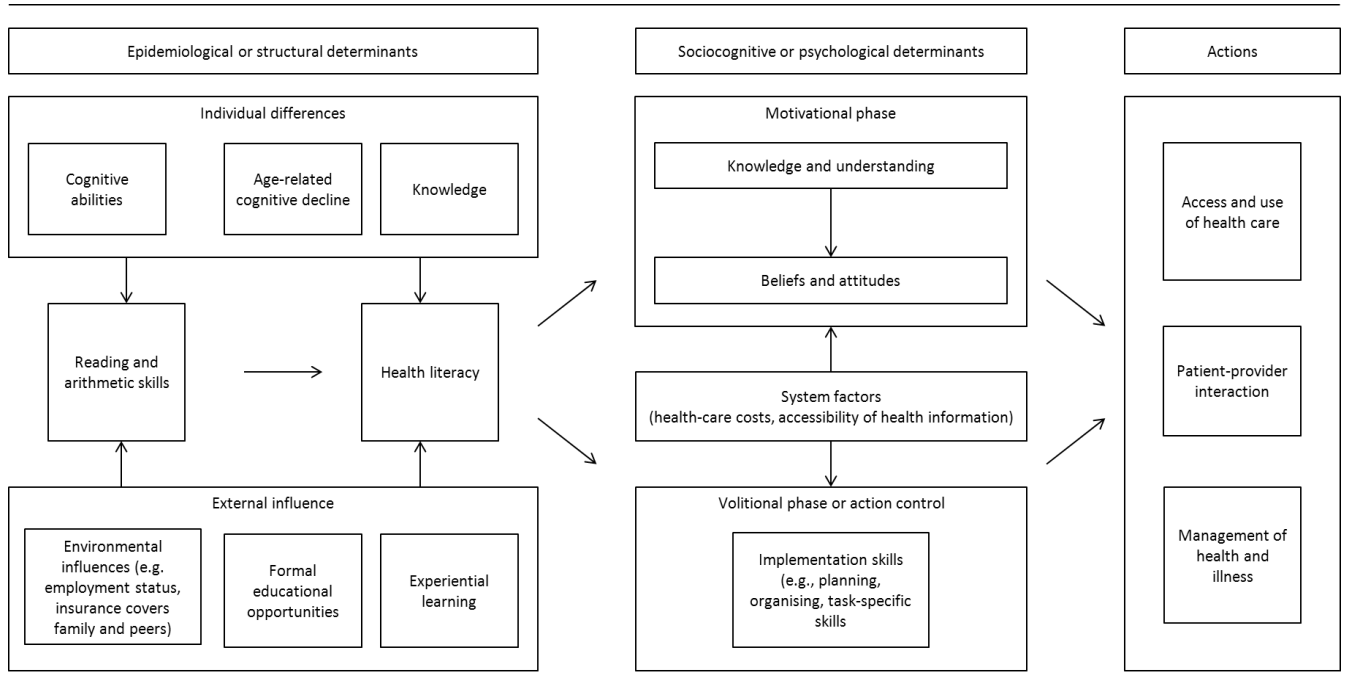 Epidemiological or structural determinants
Sociocognitive or psychological determinants
Actions
Individual differences
Cognitive
abilities
Age-related
cognitive decline
Knowledge
Reading and
arithmetic skills
Health literacy
External influence
Environmental
influences (e.g.
employment status,
insurance covers
family and peers)
Formal
educational
opportunities
Experiential
learning
Motivational phase
Knowledge and understanding
Beliefs and attitudes
System factors
(health-care costs, accessibility of health information)
Volitional phase or action control
Implementation skills
(e.g., planning,
organising, task-specific
skills
Access and use
of health care
Patient-provider
interaction
Management of
health and
illness